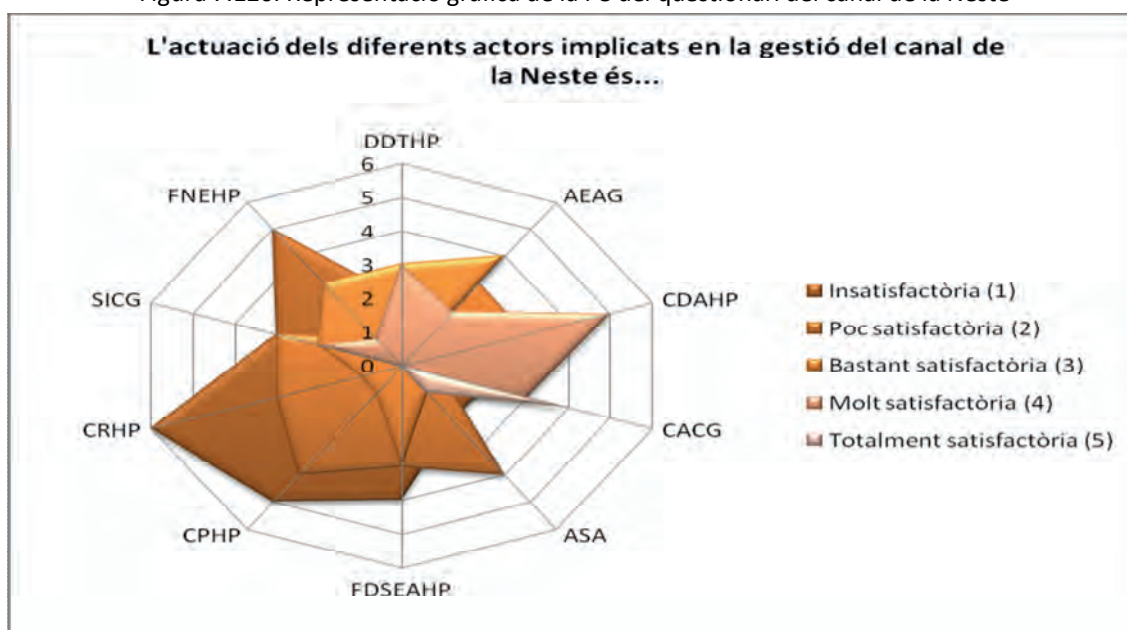 L'actuació dels diferents actors implicats en la gestió del canal de
la Neste és...
DDTHP
6
5
4
3
2
1
0
AEAG
CDAHP
CACG
ASA
FDSEAHP
CPHP
CRHP
SICG
FNEHP
Insatisfactòria (1)
Poc satisfactòria (2)
Bastant satisfactòria (3)
Molt satisfactòria (4)
Totalment satisfactòria (5)